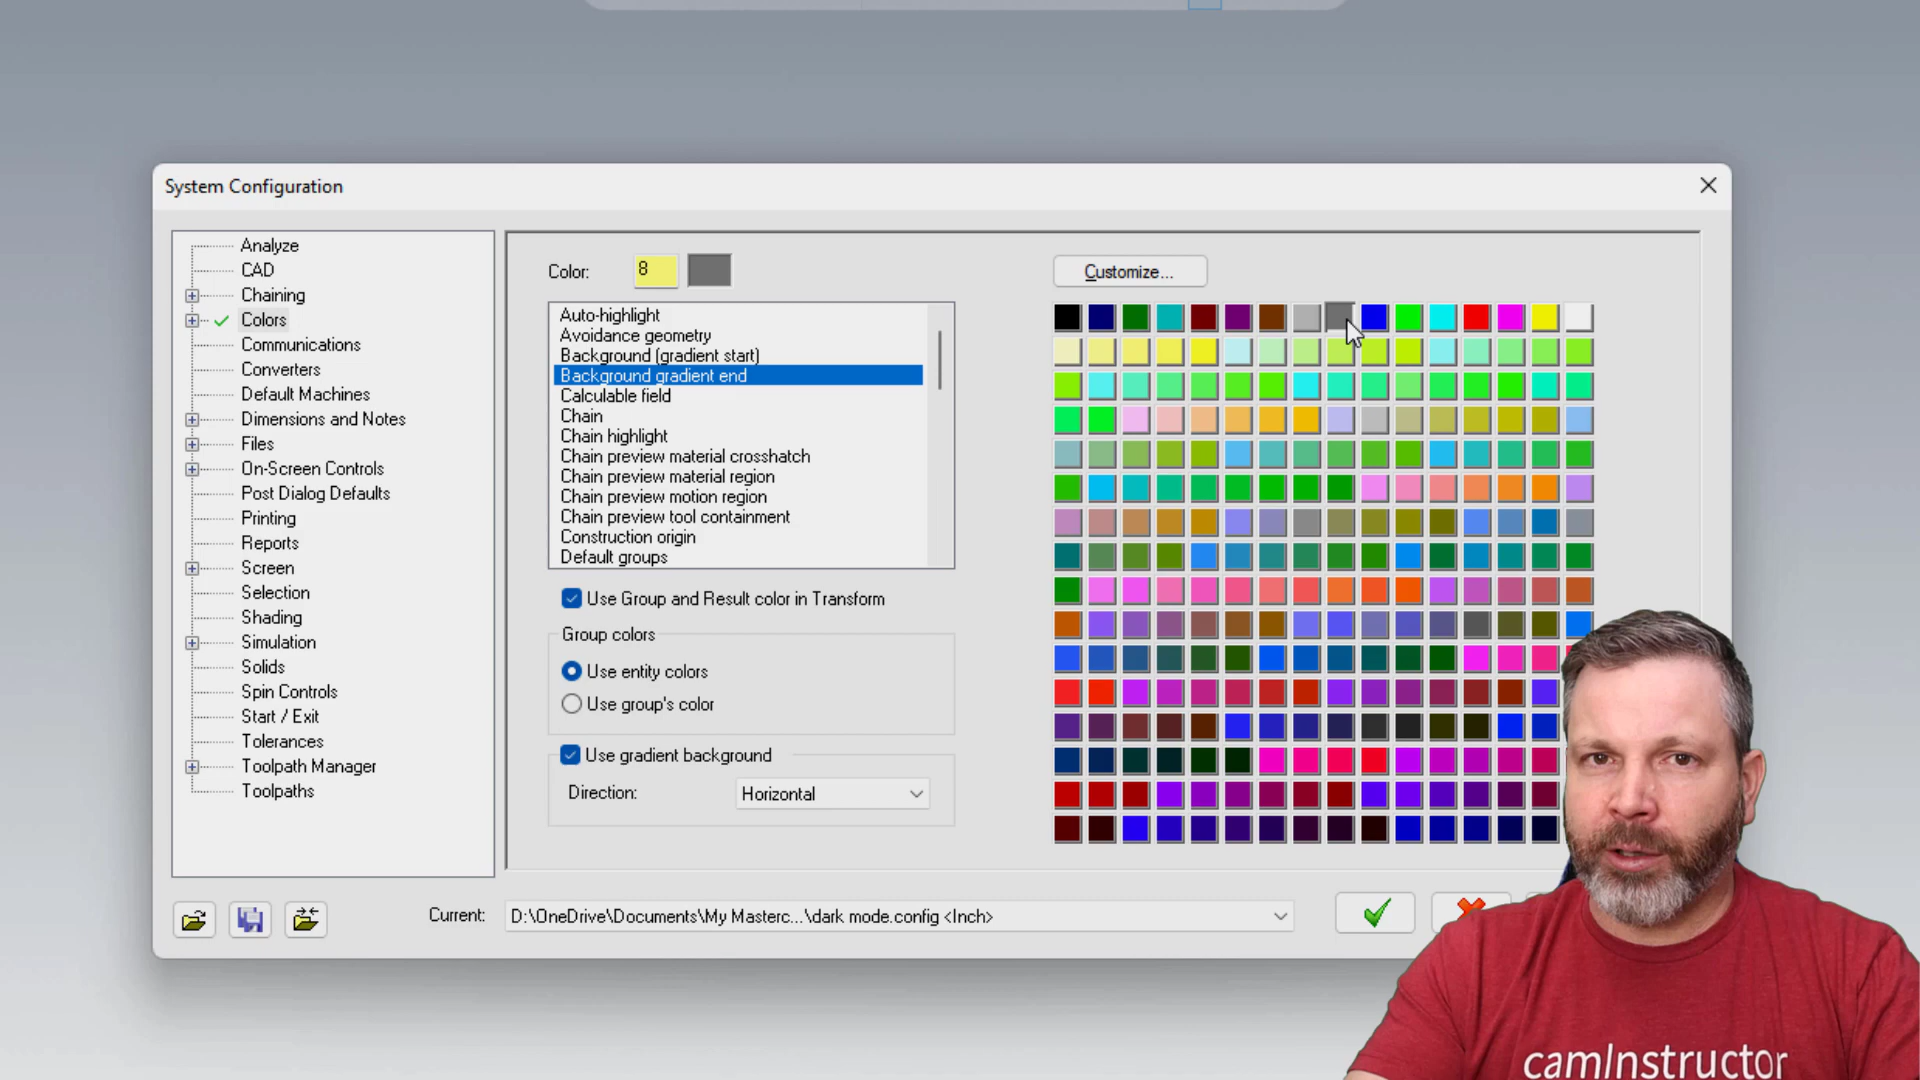 System Configuration
Analyze
CAD
Chaining
Colors
Communications
Converters
Default Machines
Dimensions and Notes
Files
On-Screen Controls
Post Dialog Defaults
Printing
Reports
Screen
Selection
Shading
Simulation
Solids
Spin Controls
Start / Exit
Tolerances
Toolpath Manager
Toolpaths
Color: 8
Customize...
Auto-highlight
Avoidance geometry
Background (gradient start)
Background gradient end
Calculable field
Chain
Chain highlight
Chain preview material crosshatch
Chain preview material region
Chain preview motion region
Chain preview tool containment
Construction origin
Default groups
Use Group and Result color in Transform
Group colors
Use entity colors
Use group's color
Use gradient background
Direction: Horizontal
Current: D:\OneDrive\Documents\My Masterc...\dark mode.config <Inch>
camInstructor